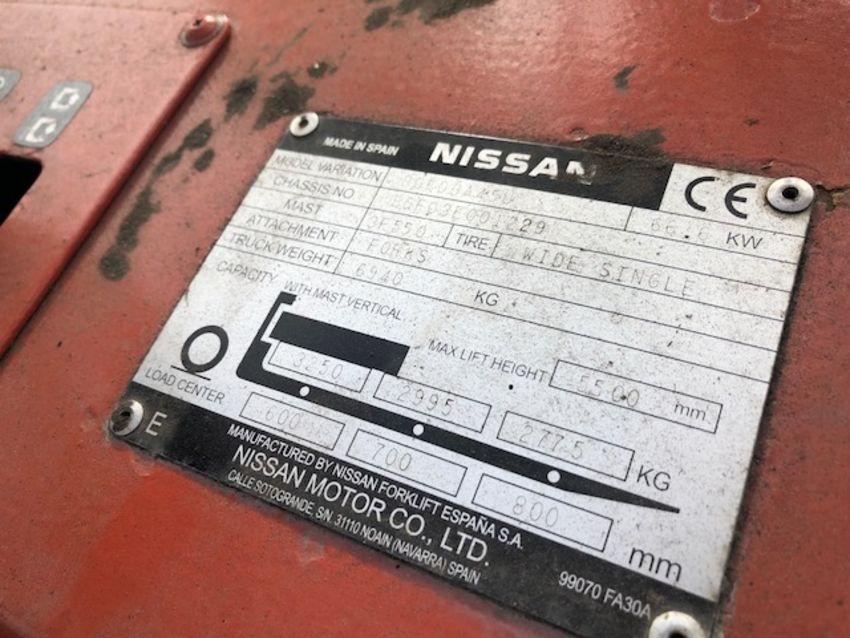 MADE IN SPAIN NISSAN
MODEL VARIATION
CHASSIS NO 66.6 KW
MAST 3F550 TIRE WIDE SINGLE
ATTACHMENT FORKS
TRUCK WEIGHT 6940 KG
CAPACITY WITH MAST VERTICAL
MAX LIFT HEIGHT 5500 mm
3250 2995 2775 KG
LOAD CENTER 600 700 800 mm
E
MANUFACTURED BY NISSAN FORKLIFT ESPAÑA S.A.
NISSAN MOTOR CO., LTD.
CALLE SOTOGRANDE, S/N. 31110 NOAIN (NAVARRA) SPAIN
99070 FA30A
CE